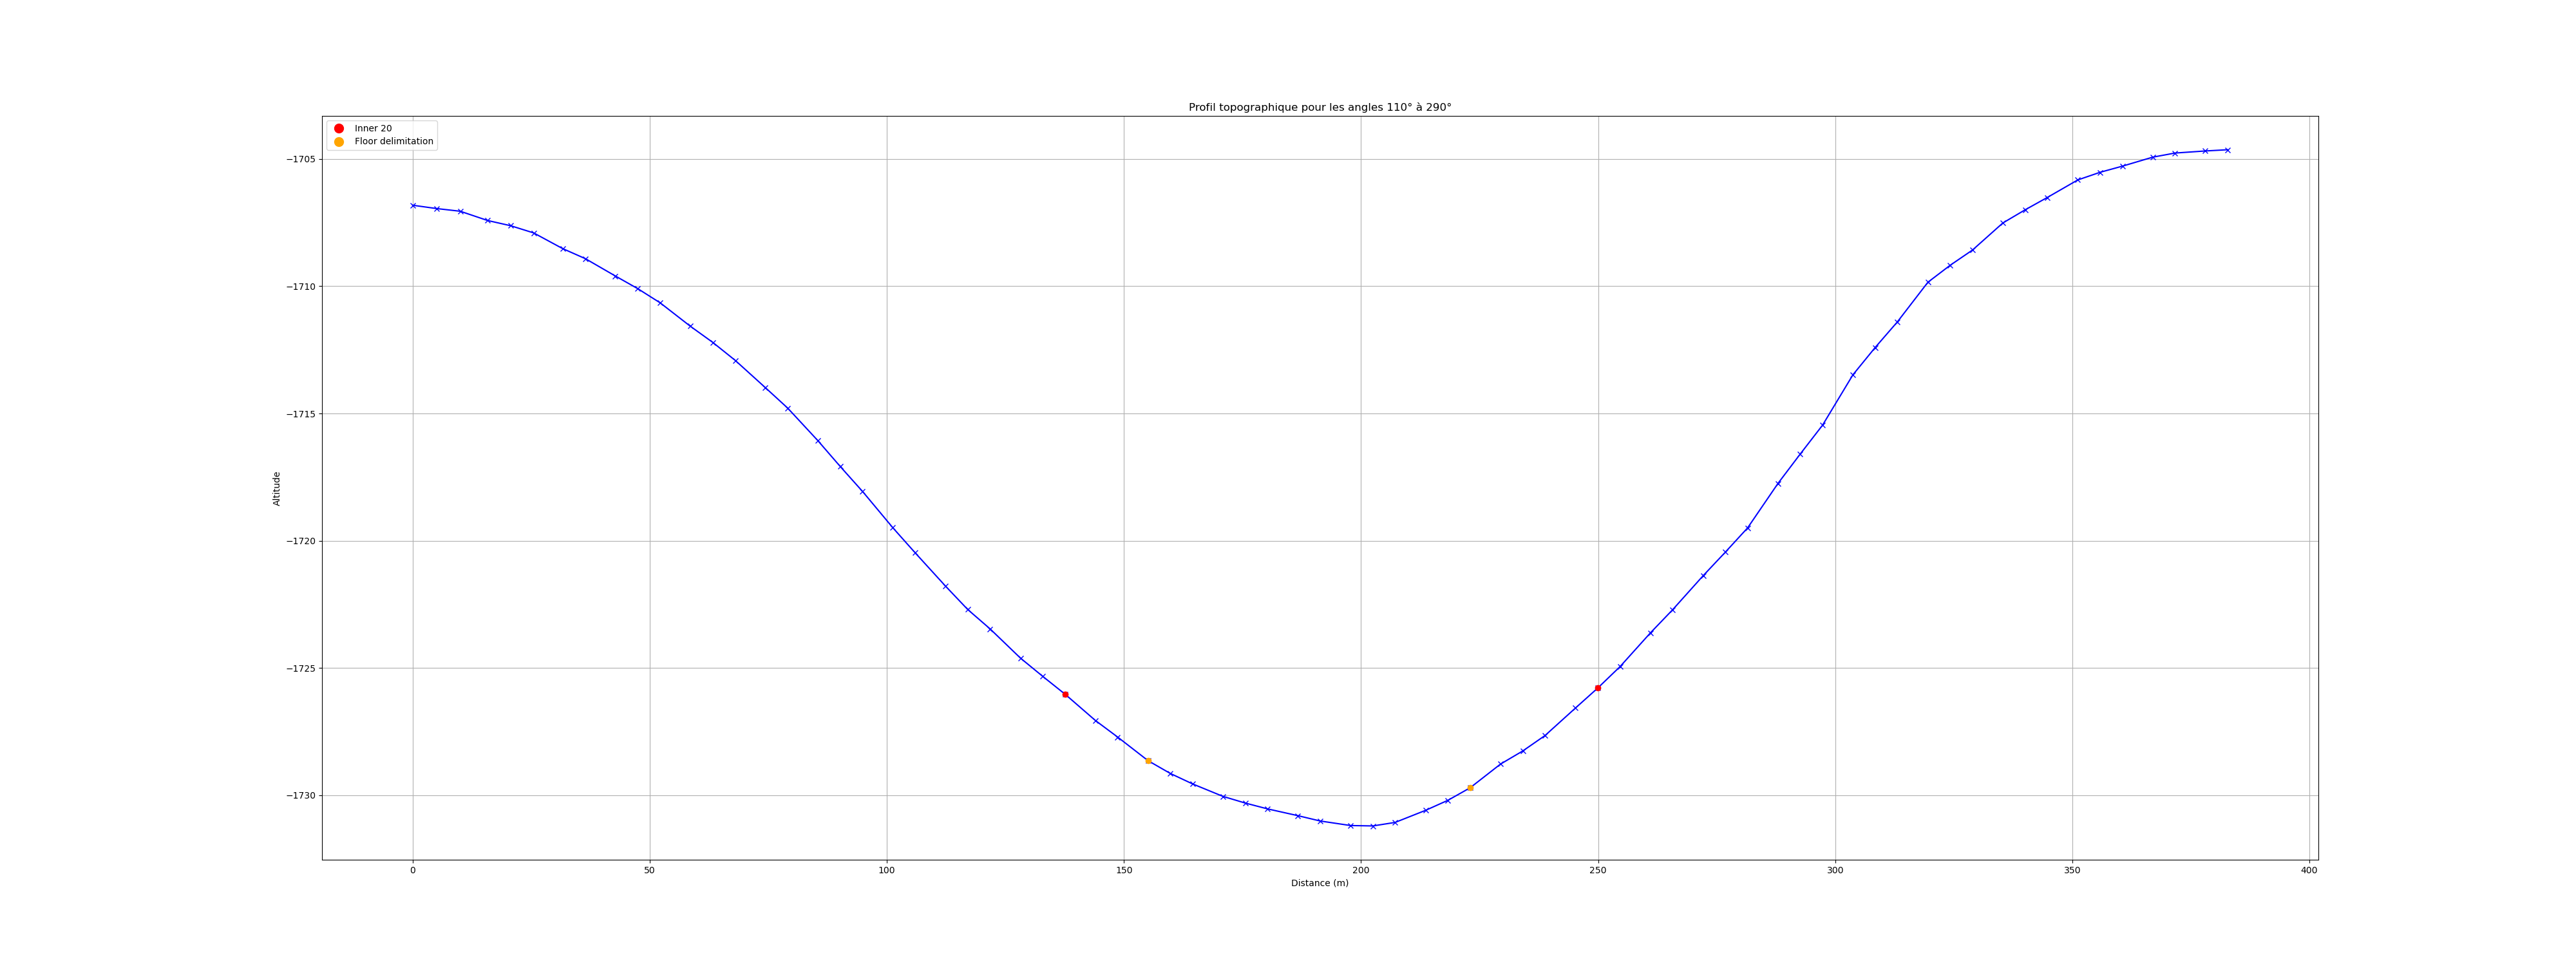 Profil topographique pour les angles 110° à 290°
Inner 20
Floor delimitation
−1705
−1710
−1715
−1720
−1725
−1730
Altitude
0 50 100 150 200 250 300 350 400
Distance (m)